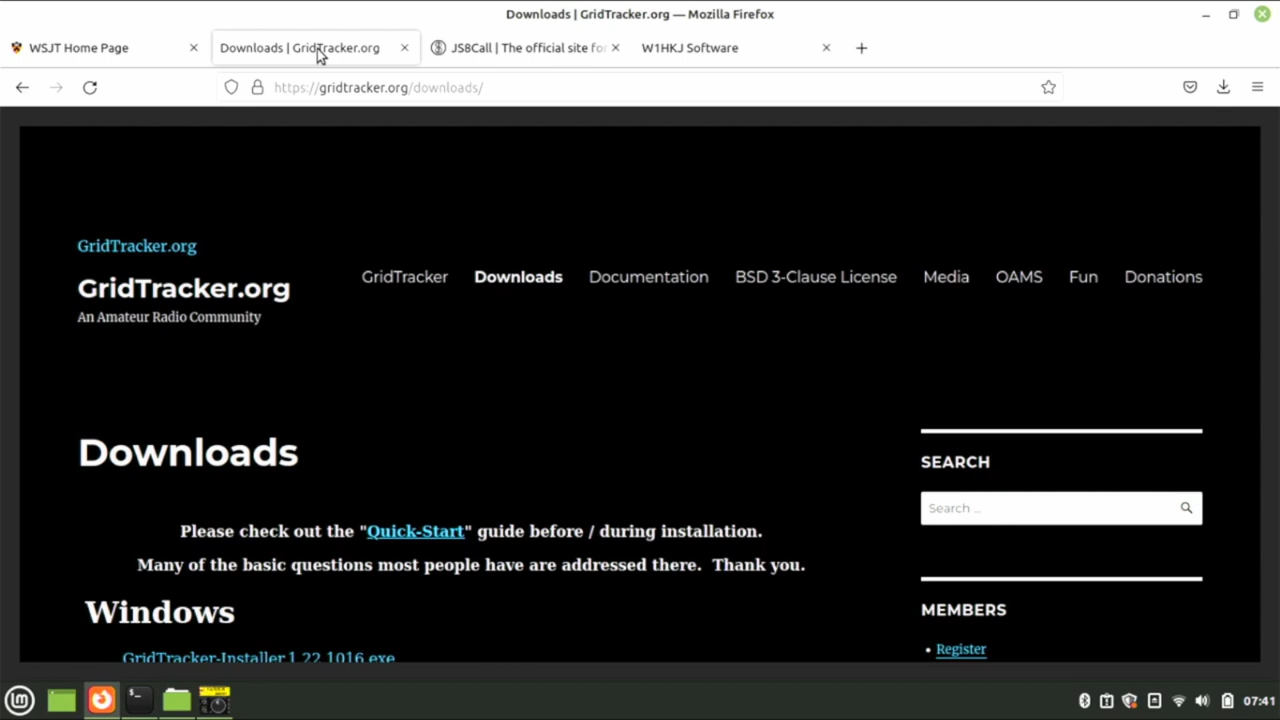 Downloads | GridTracker.org — Mozilla Firefox
WSJT Home Page
Downloads | GridTracker.org
JS8Call | The official site for
W1HKJ Software
https://gridtracker.org/downloads/
GridTracker.org
GridTracker.org
An Amateur Radio Community
GridTracker
Downloads
Documentation
BSD 3-Clause License
Media
OAMS
Fun
Donations
Downloads
Please check out the "Quick-Start" guide before / during installation.
Many of the basic questions most people have are addressed there. Thank you.
Windows
GridTracker-Installer.1.22.1016.exe
SEARCH
Search ...
MEMBERS
• Register
07:41